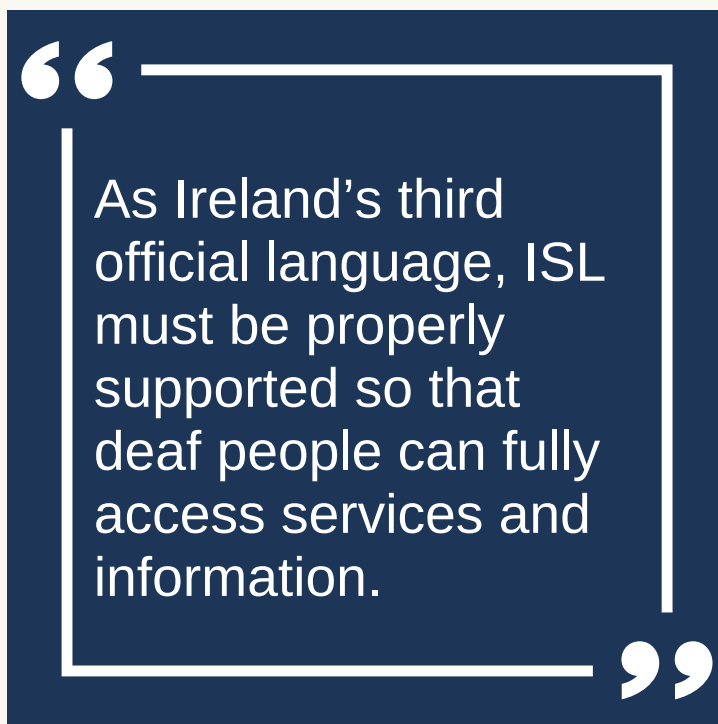 “
As Ireland’s third
official language, ISL
must be properly
supported so that
deaf people can fully
access services and
information.
”